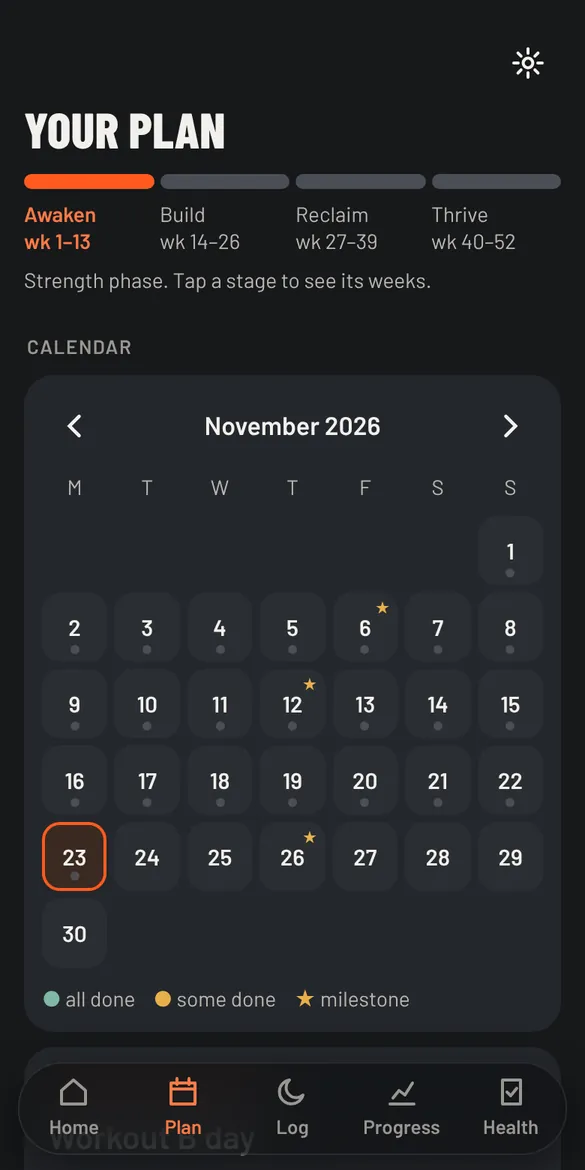 YOUR PLAN
Awaken Build Reclaim Thrive
wk 1–13 wk 14–26 wk 27–39 wk 40–52
Strength phase. Tap a stage to see its weeks.
CALENDAR
November 2026
M T W T F S S
1
2 3 4 5 6 7 8
9 10 11 12 13 14 15
16 17 18 19 20 21 22
23 24 25 26 27 28 29
30
all done some done milestone
Home Plan Log Progress Health
Workout B day